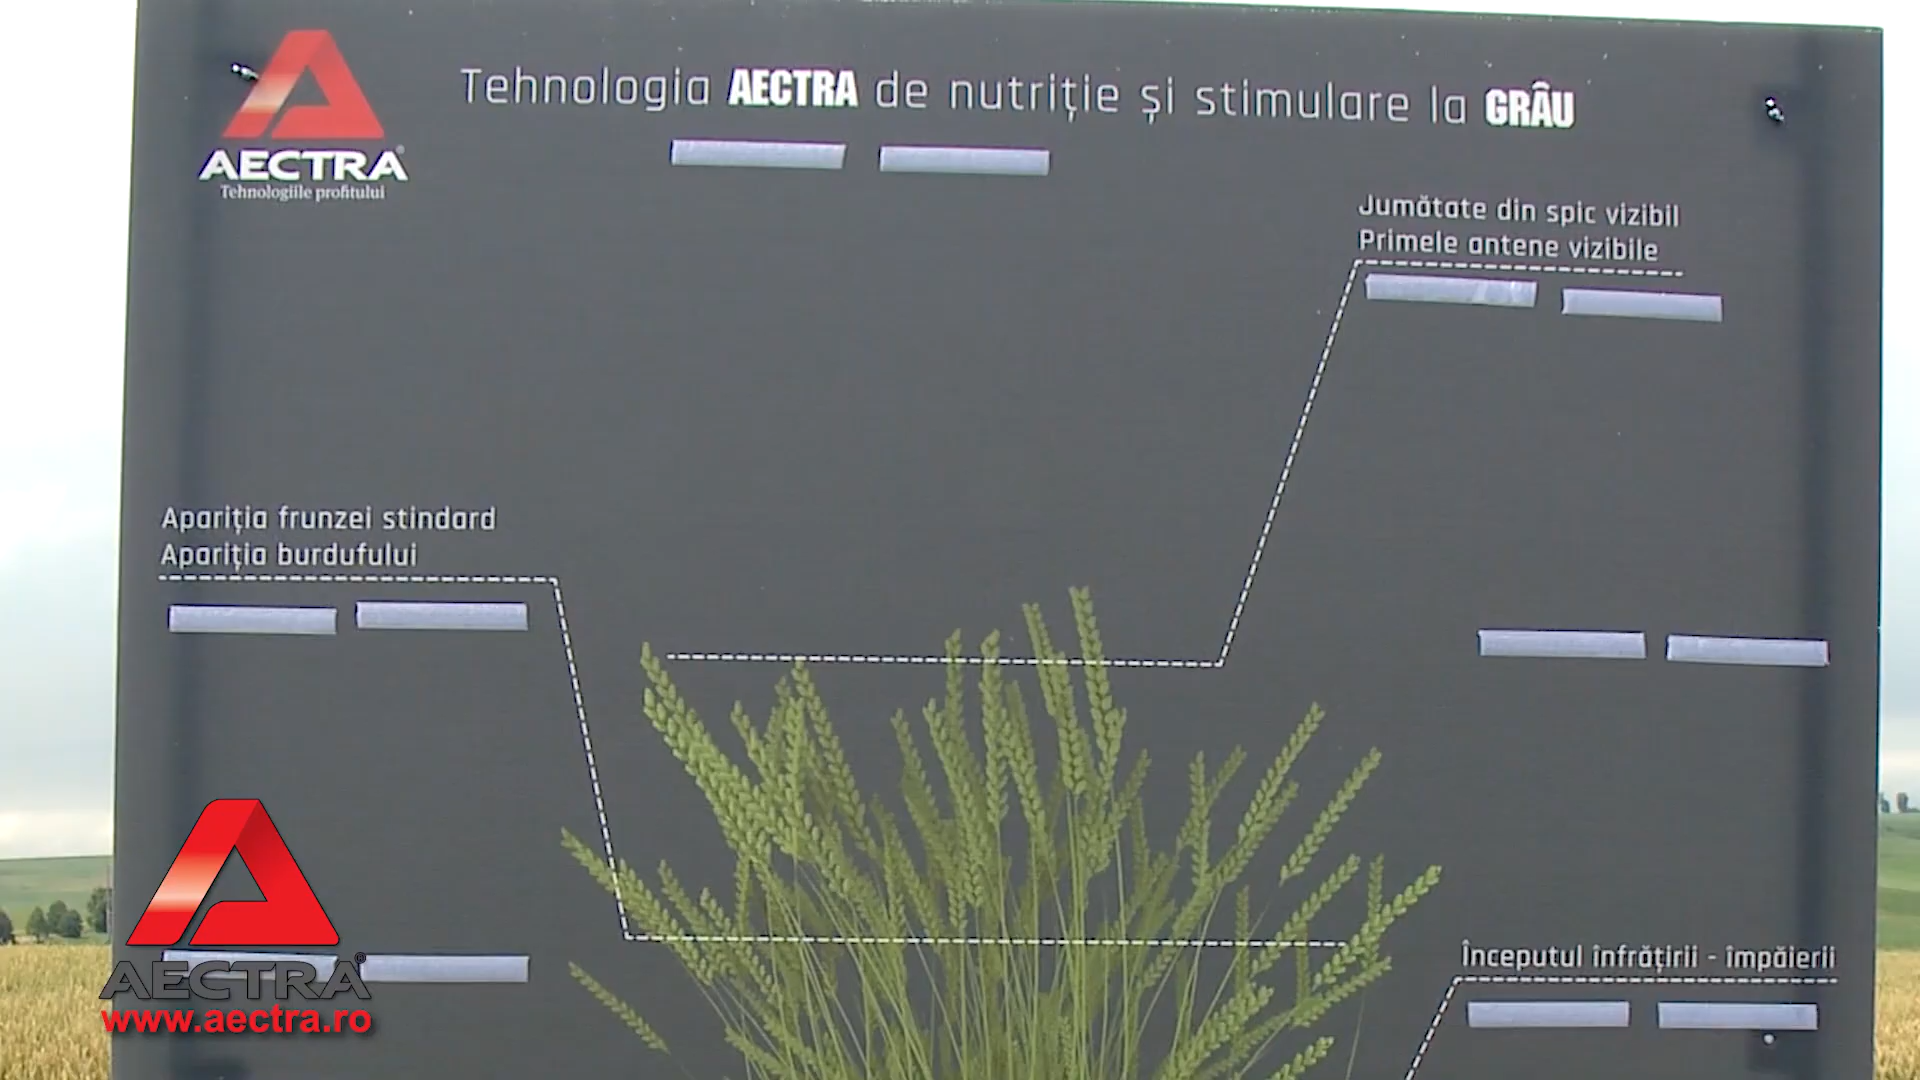 Tehnologia AECTRA de nutriție și stimulare la GRÂU
AECTRA®
Tehnologiile profitului
Jumătate din spic vizibil
Primele antene vizibile
Apariția frunzei stindard
Apariția burdufului
Începutul înfrățirii - împăierii
AECTRA®
www.aectra.ro